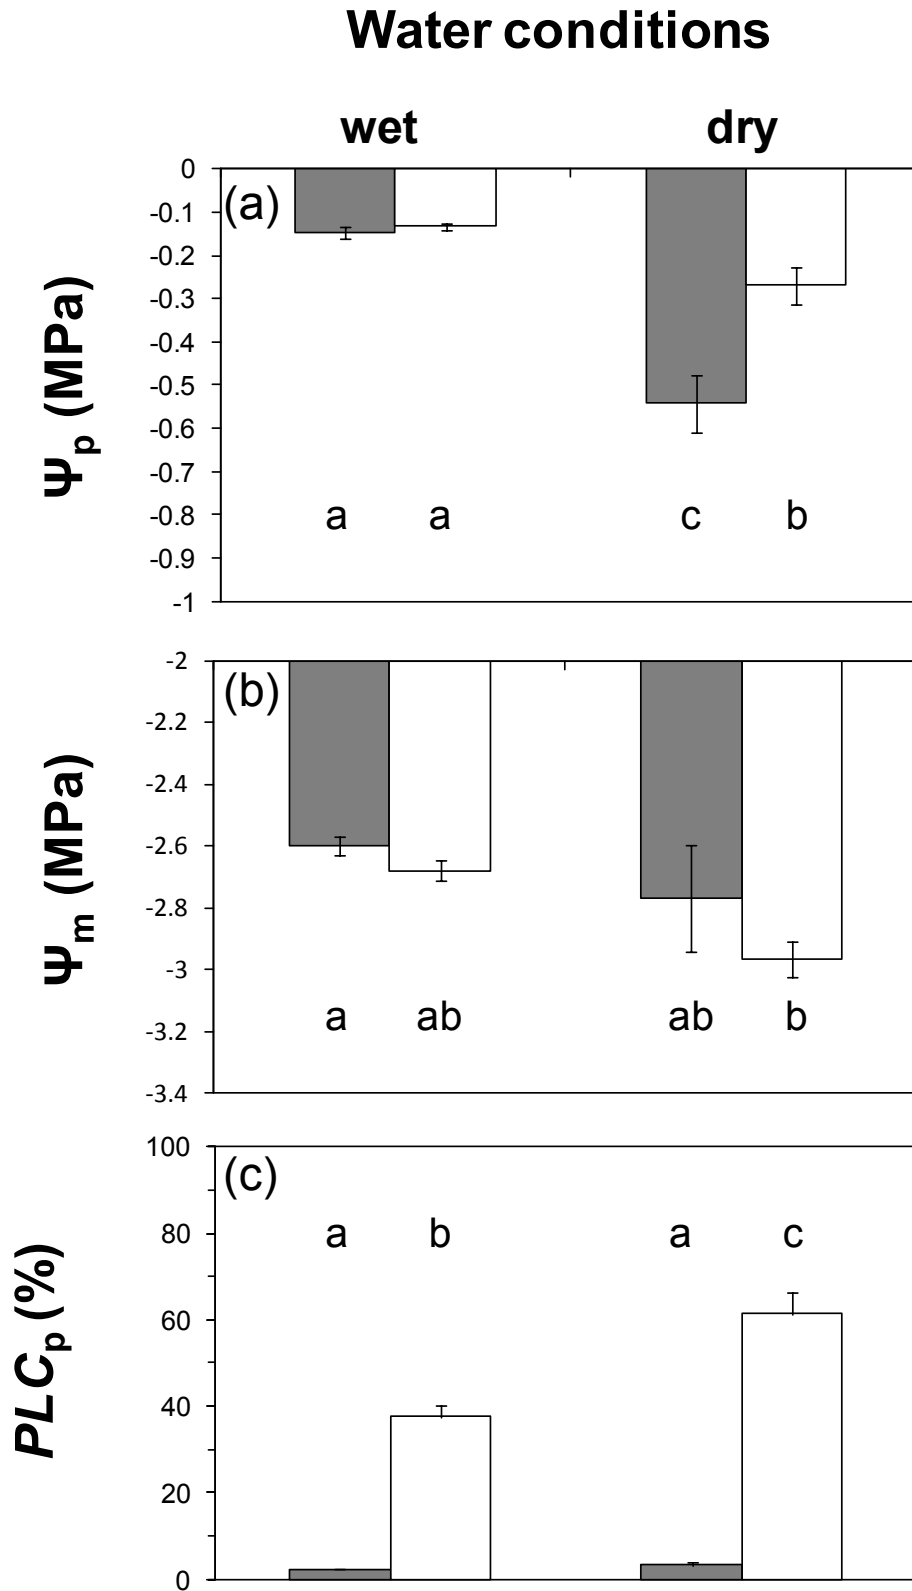 Water conditions
wet dry
(a)
0
-0.1
-0.2
-0.3
-0.4
-0.5
-0.6
-0.7
-0.8
-0.9
-1
Ψp (MPa)
a a c b
(b)
-2
-2.2
-2.4
-2.6
-2.8
-3
-3.2
-3.4
Ψm (MPa)
a ab ab b
(c)
100
80
60
40
20
0
PLCp (%)
a b a c